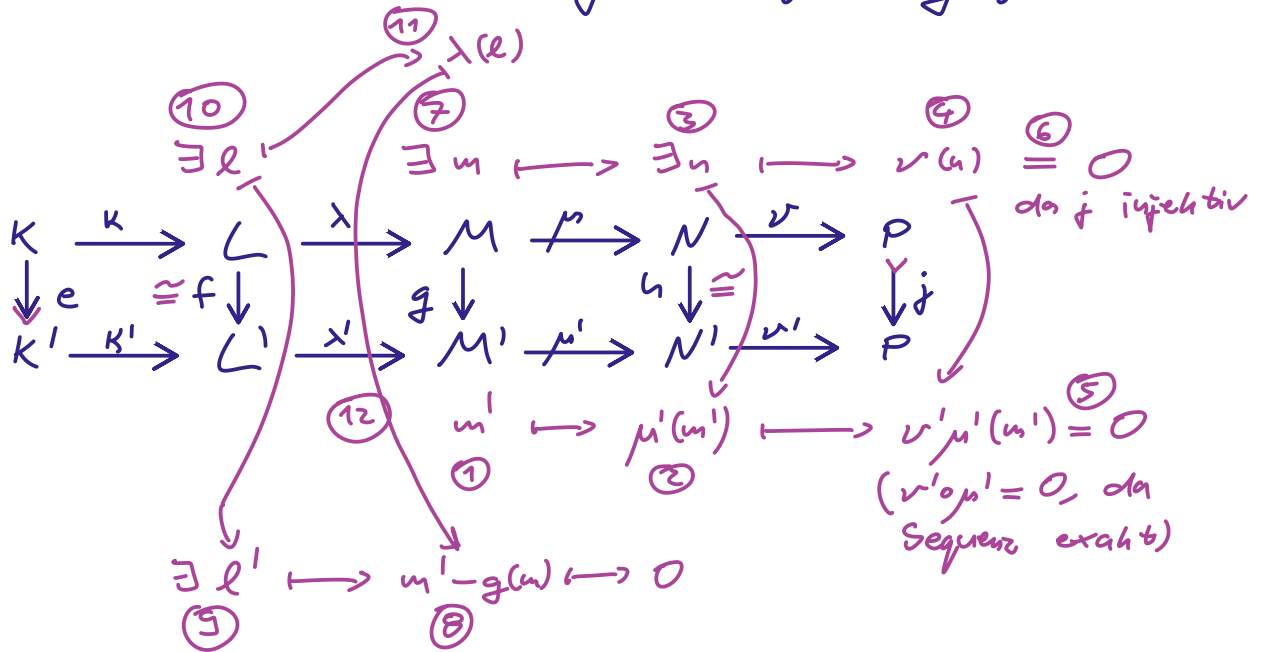 ⑪ λ(l)
⑩ ⑦ ③ ④ ⑥
∃ l ∃ m ↦ ∃ n ↦ ν(n) = 0
da j injektiv
K κ→ L λ→ M μ→ N ν→ P
e ≅ f g h ≅ j
K' κ'→ L' λ'→ M' μ'→ N' ν'→ P
⑫ m' ↦ μ'(m') ↦ ν'μ'(m') = 0 ⑤
① ② (ν'∘μ' = 0, da
Sequenz exakt)
∃ l' ↦ m' - g(m) ↦ 0
⑨ ⑧